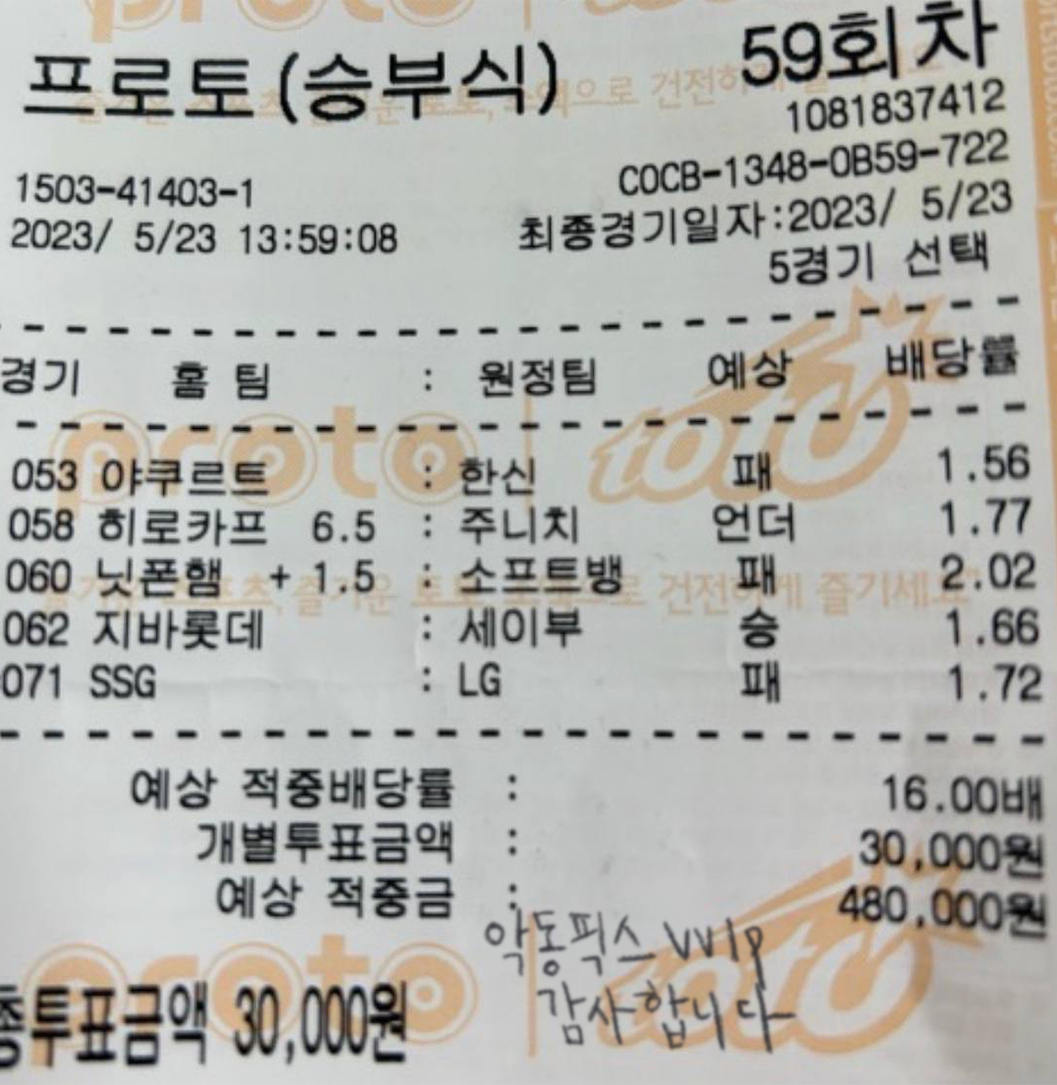 프로토(승부식) 59회차
1081837412
1503-41403-1 C0CB-1348-0B59-722
2023/ 5/23 13:59:08 최종경기일자:2023/ 5/23
5경기 선택
경기 홈 팀 : 원정팀 예상 배당률
proto toto
053 야쿠르트 : 한신 패 1.56
058 히로카프 6.5 : 주니치 언더 1.77
060 닛폰햄 + 1.5 : 소프트뱅 패 2.02
062 지바롯데 : 세이부 승 1.66
071 SSG : LG 패 1.72
예상 적중배당률 : 16.00배
개별투표금액 : 30,000원
예상 적중금 : 480,000원
악동픽스 VVIP
감사합니다
proto toto
총투표금액 30,000원